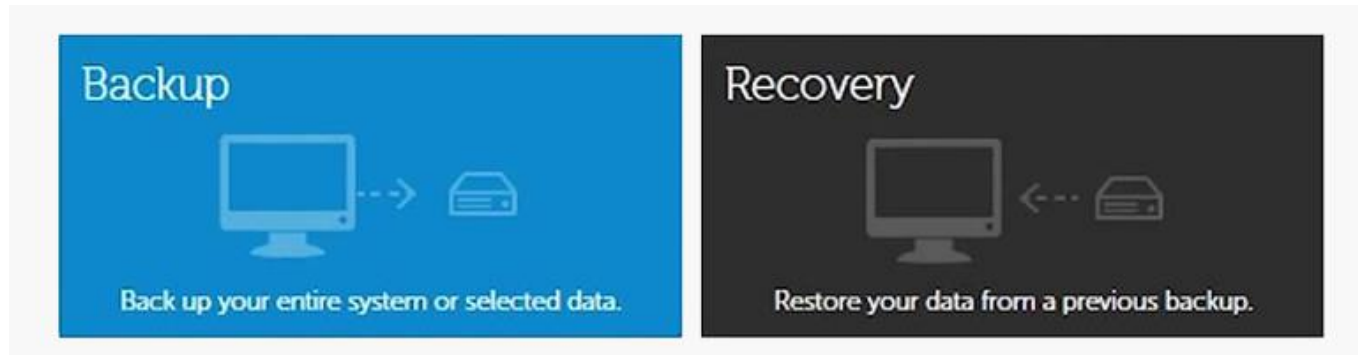 Backup
Back up your entire system or selected data.
Recovery
Restore your data from a previous backup.